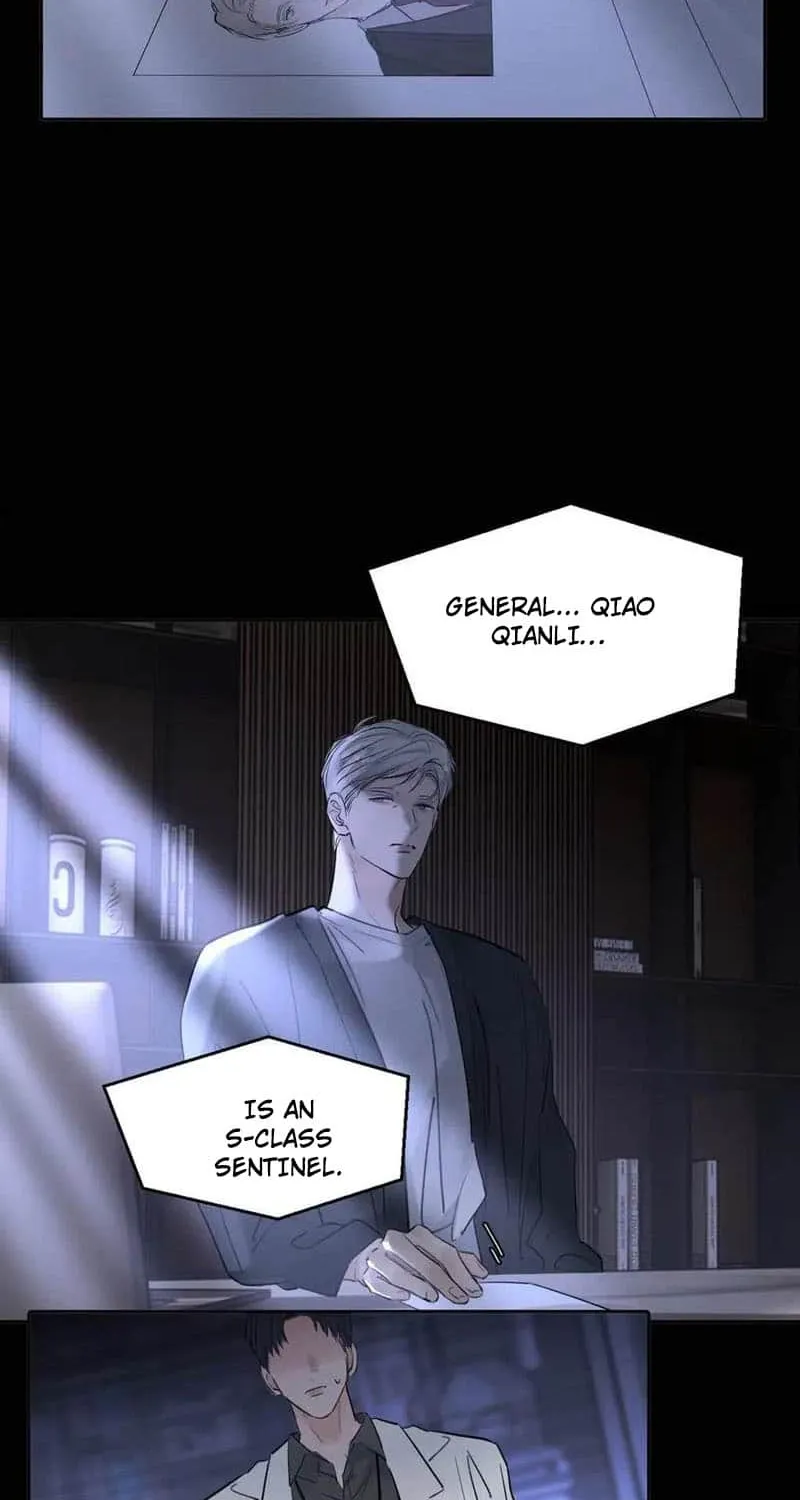 GENERAL... QIAO
QIANLI...
IS AN
S-CLASS
SENTINEL.